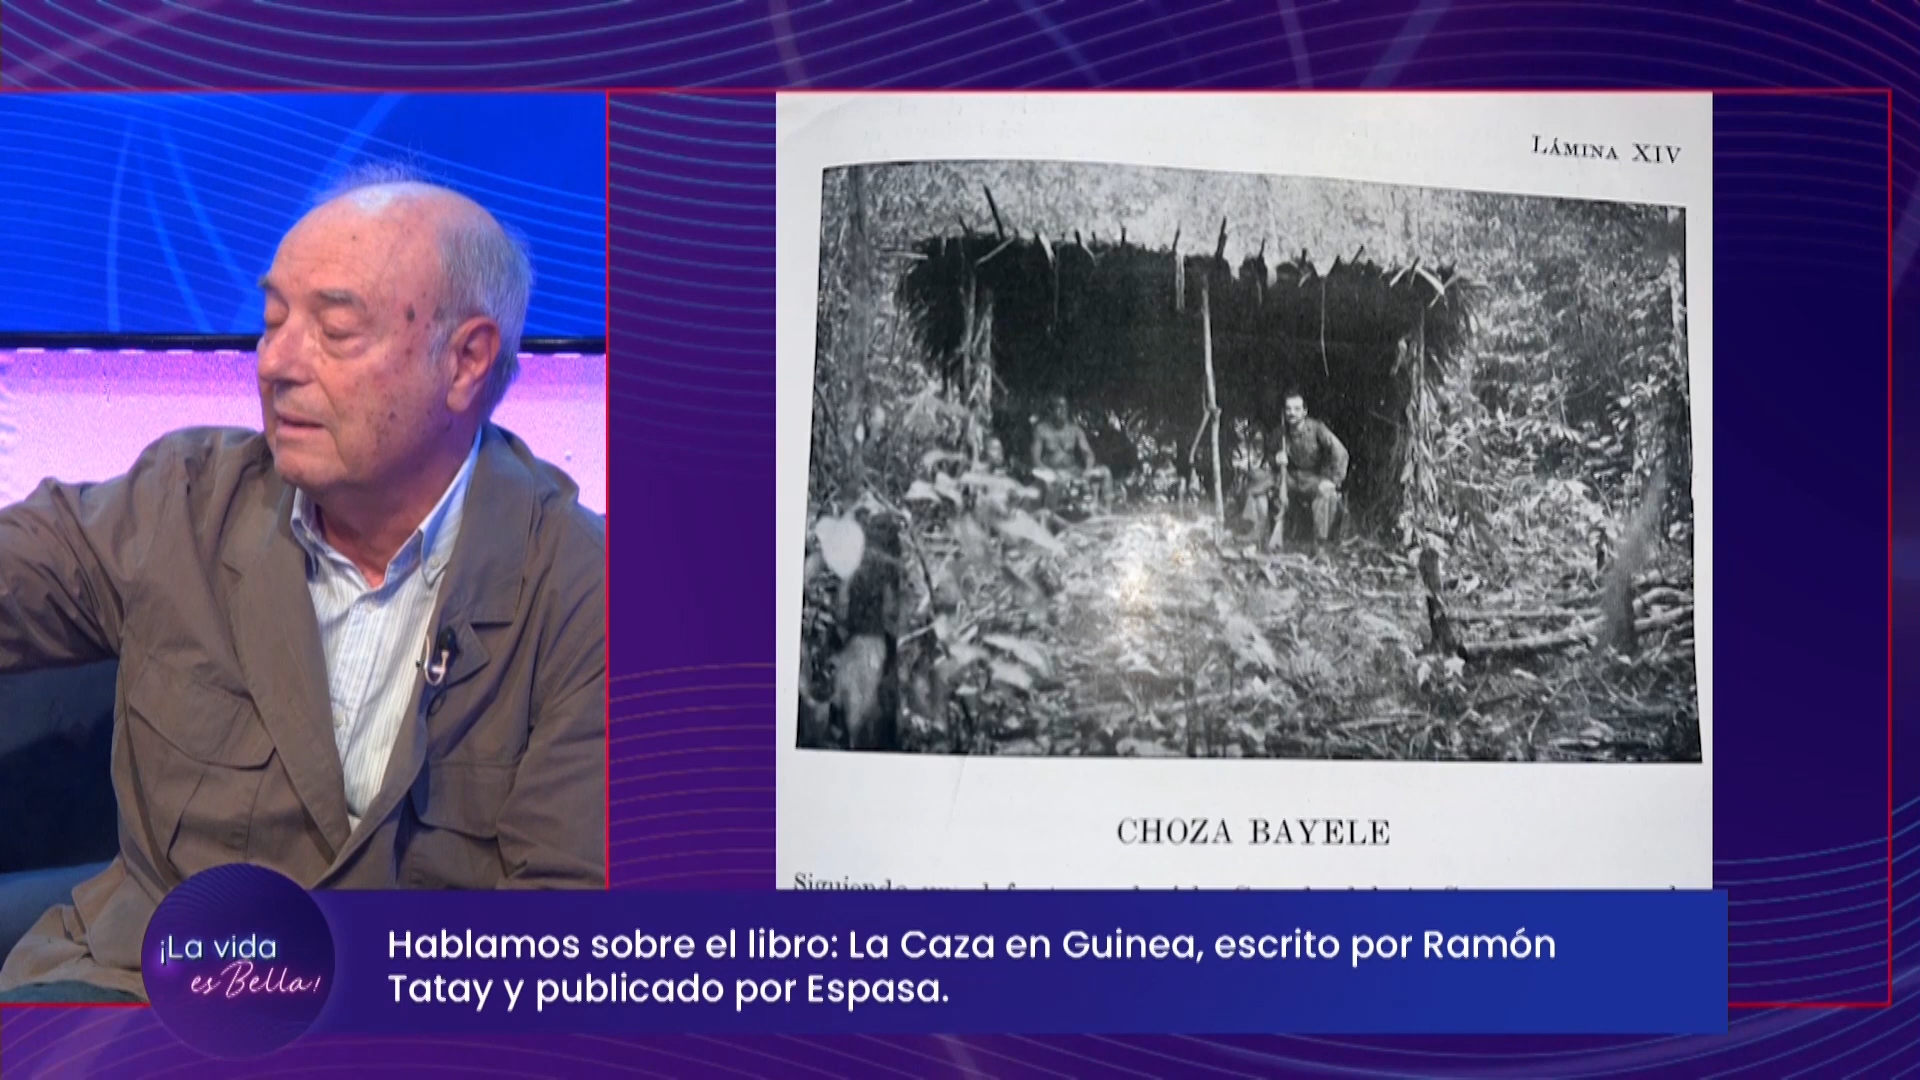 LÁMINA XIV
CHOZA BAYELE
Siguiendo
¡La vida
es Bella!
Hablamos sobre el libro: La Caza en Guinea, escrito por Ramón
Tatay y publicado por Espasa.